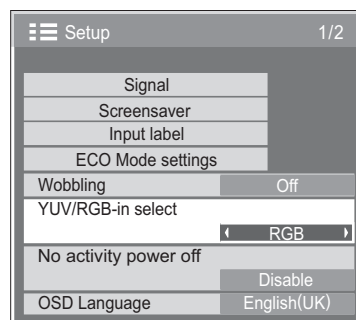 Setup 1/2
Signal
Screensaver
Input label
ECO Mode settings
Wobbling Off
YUV/RGB-in select
RGB
No activity power off
Disable
OSD Language English(UK)